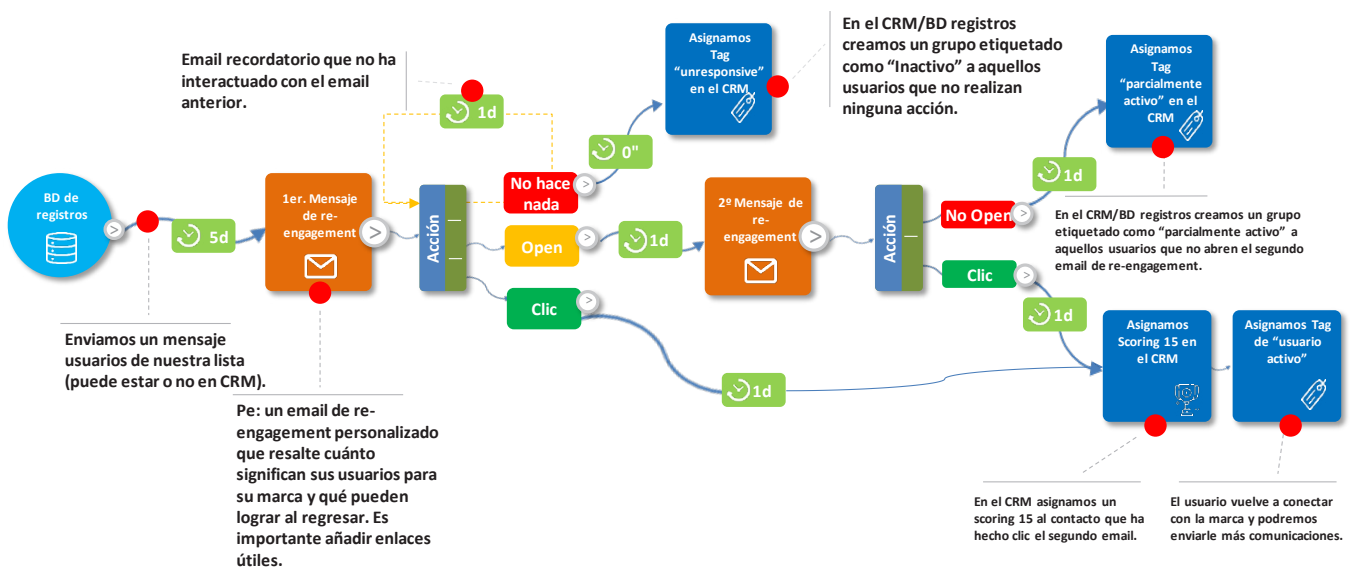 Email recordatorio que no ha
interactuado con el email
anterior.
1d
Asignamos
Tag
“unresponsive”
en el CRM
0"
En el CRM/BD registros
creamos un grupo etiquetado
como “Inactivo” a aquellos
usuarios que no realizan
ninguna acción.
Asignamos
Tag
“parcialmente
activo” en el
CRM
1d
En el CRM/BD registros creamos un grupo
etiquetado como “parcialmente activo” a
aquellos usuarios que no abren el segundo
email de re-engagement.
BD de
registros
5d
1er. Mensaje
de re-
engagement
Acción
No hace
nada
Open
Clic
1d
2º Mensaje de
re-
engagement
Acción
No Open
Clic
1d
1d
Asignamos
Scoring 15 en
el CRM
Asignamos Tag
de “usuario
activo”
Enviamos un mensaje
usuarios de nuestra lista
(puede estar o no en CRM).
Pe: un email de re-
engagement personalizado
que resalte cuánto
significan sus usuarios para
su marca y qué pueden
lograr al regresar. Es
importante añadir enlaces
útiles.
En el CRM asignamos un
scoring 15 al contacto que ha
hecho clic el segundo email.
El usuario vuelve a conectar
con la marca y podremos
enviarle más comunicaciones.